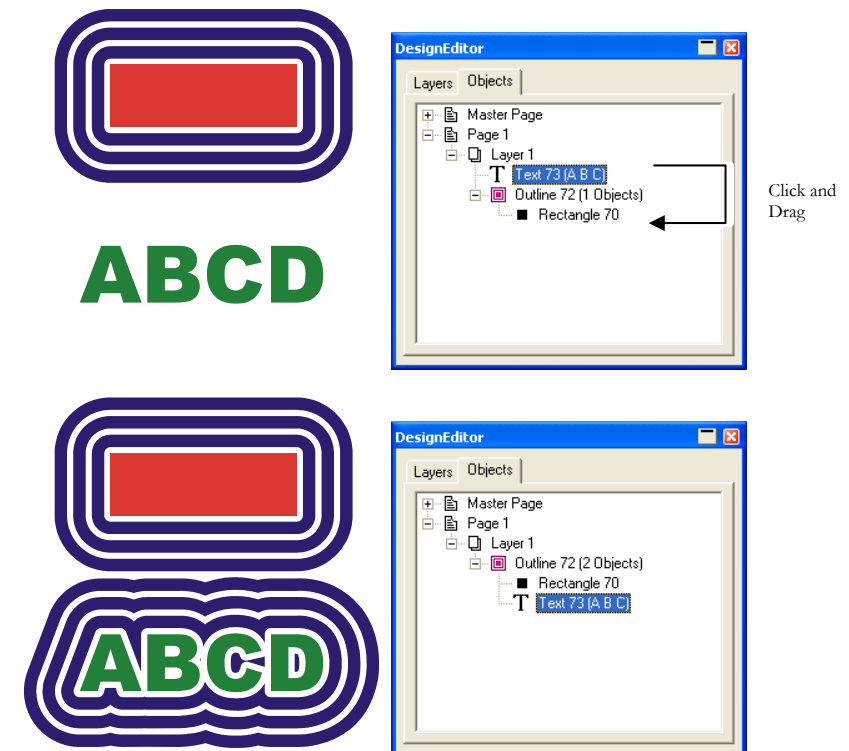 DesignEditor
Layers Objects
Master Page
Page 1
Layer 1
T Text 73 (A B C)
Outline 72 (1 Objects)
Rectangle 70
Click and
Drag
ABCD
DesignEditor
Layers Objects
Master Page
Page 1
Layer 1
Outline 72 (2 Objects)
Rectangle 70
T Text 73 (A B C)
ABCD